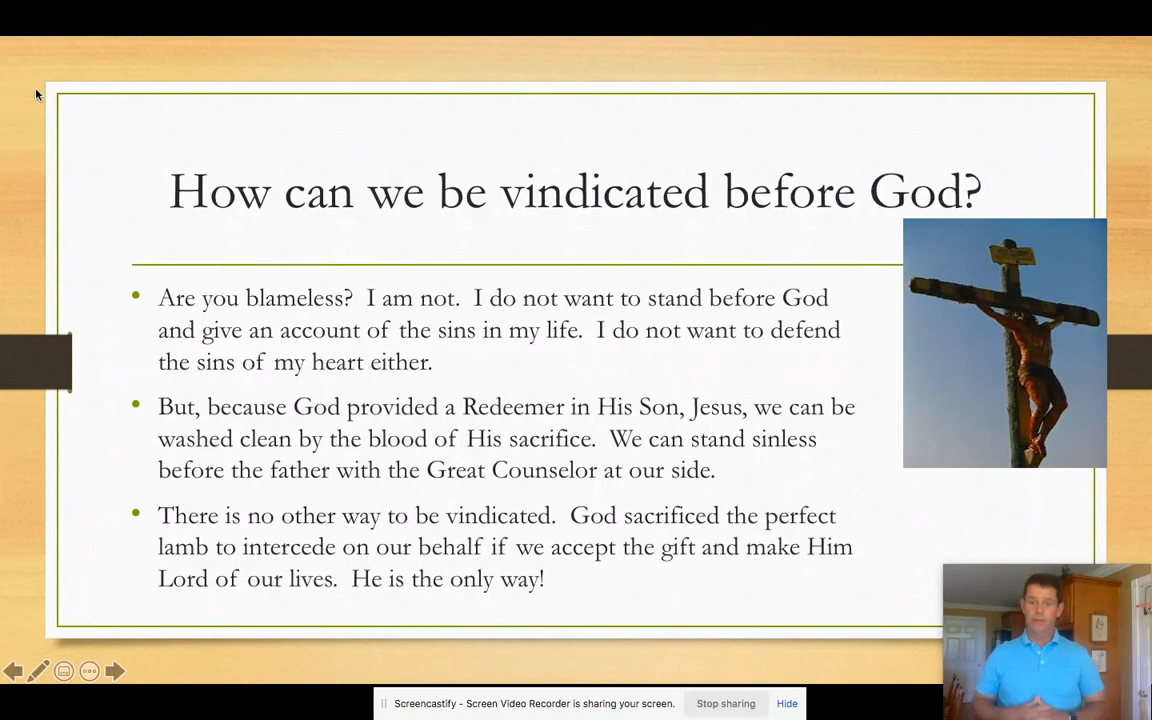 How can we be vindicated before God?
• Are you blameless? I am not. I do not want to stand before God
and give an account of the sins in my life. I do not want to defend
the sins of my heart either.
• But, because God provided a Redeemer in His Son, Jesus, we can be
washed clean by the blood of His sacrifice. We can stand sinless
before the father with the Great Counselor at our side.
• There is no other way to be vindicated. God sacrificed the perfect
lamb to intercede on our behalf if we accept the gift and make Him
Lord of our lives. He is the only way!
Screencastify - Screen Video Recorder is sharing your screen. Stop sharing Hide